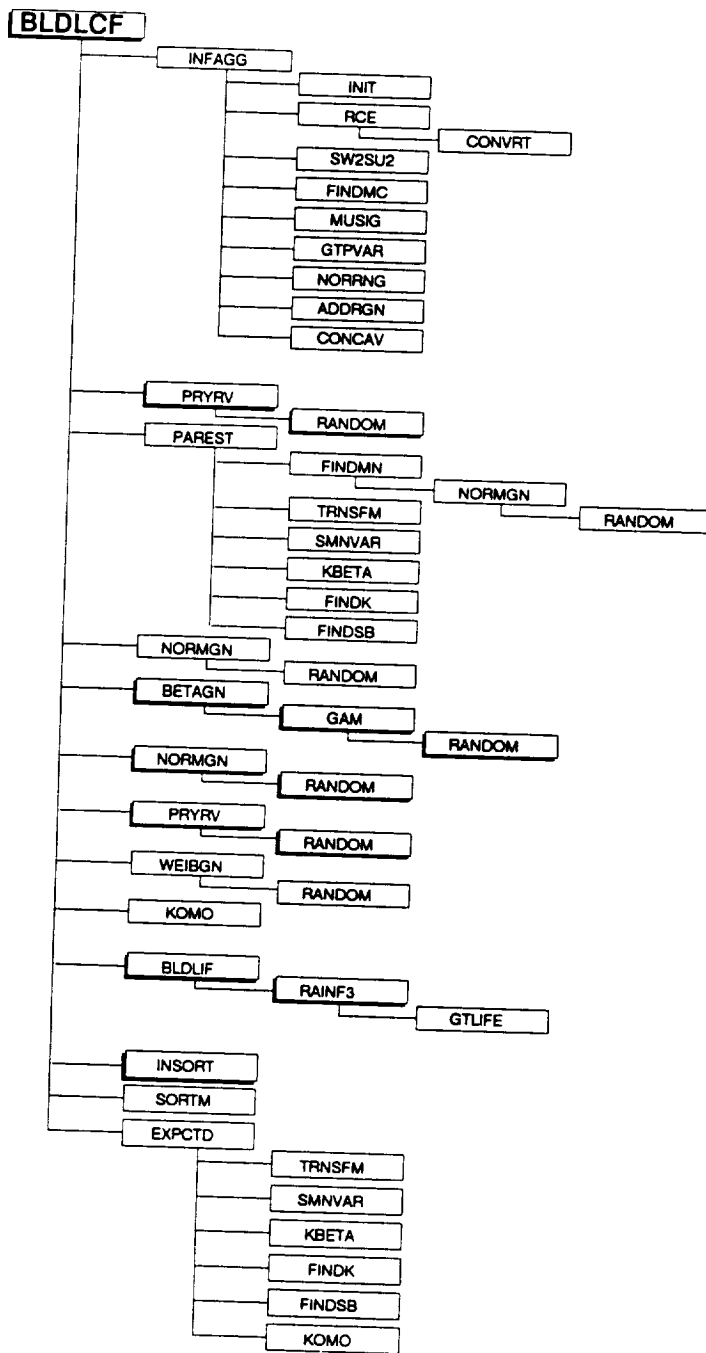 BLDLCF
INFAGG
INIT
RCE
CONVRT
SW2SU2
FINDMC
MUSIG
GTPVAR
NORRNG
ADDRGN
CONCAV
PRYRV
RANDOM
PAREST
FINDMN
NORMGN
RANDOM
TRNSFM
SMNVAR
KBETA
FINDK
FINDSB
NORMGN
RANDOM
BETAGN
GAM
RANDOM
NORMGN
RANDOM
PRYRV
RANDOM
WEIBGN
RANDOM
KOMO
BLDLIF
RAINF3
GTLIFE
INSORT
SORTM
EXPCTD
TRNSFM
SMNVAR
KBETA
FINDK
FINDSB
KOMO